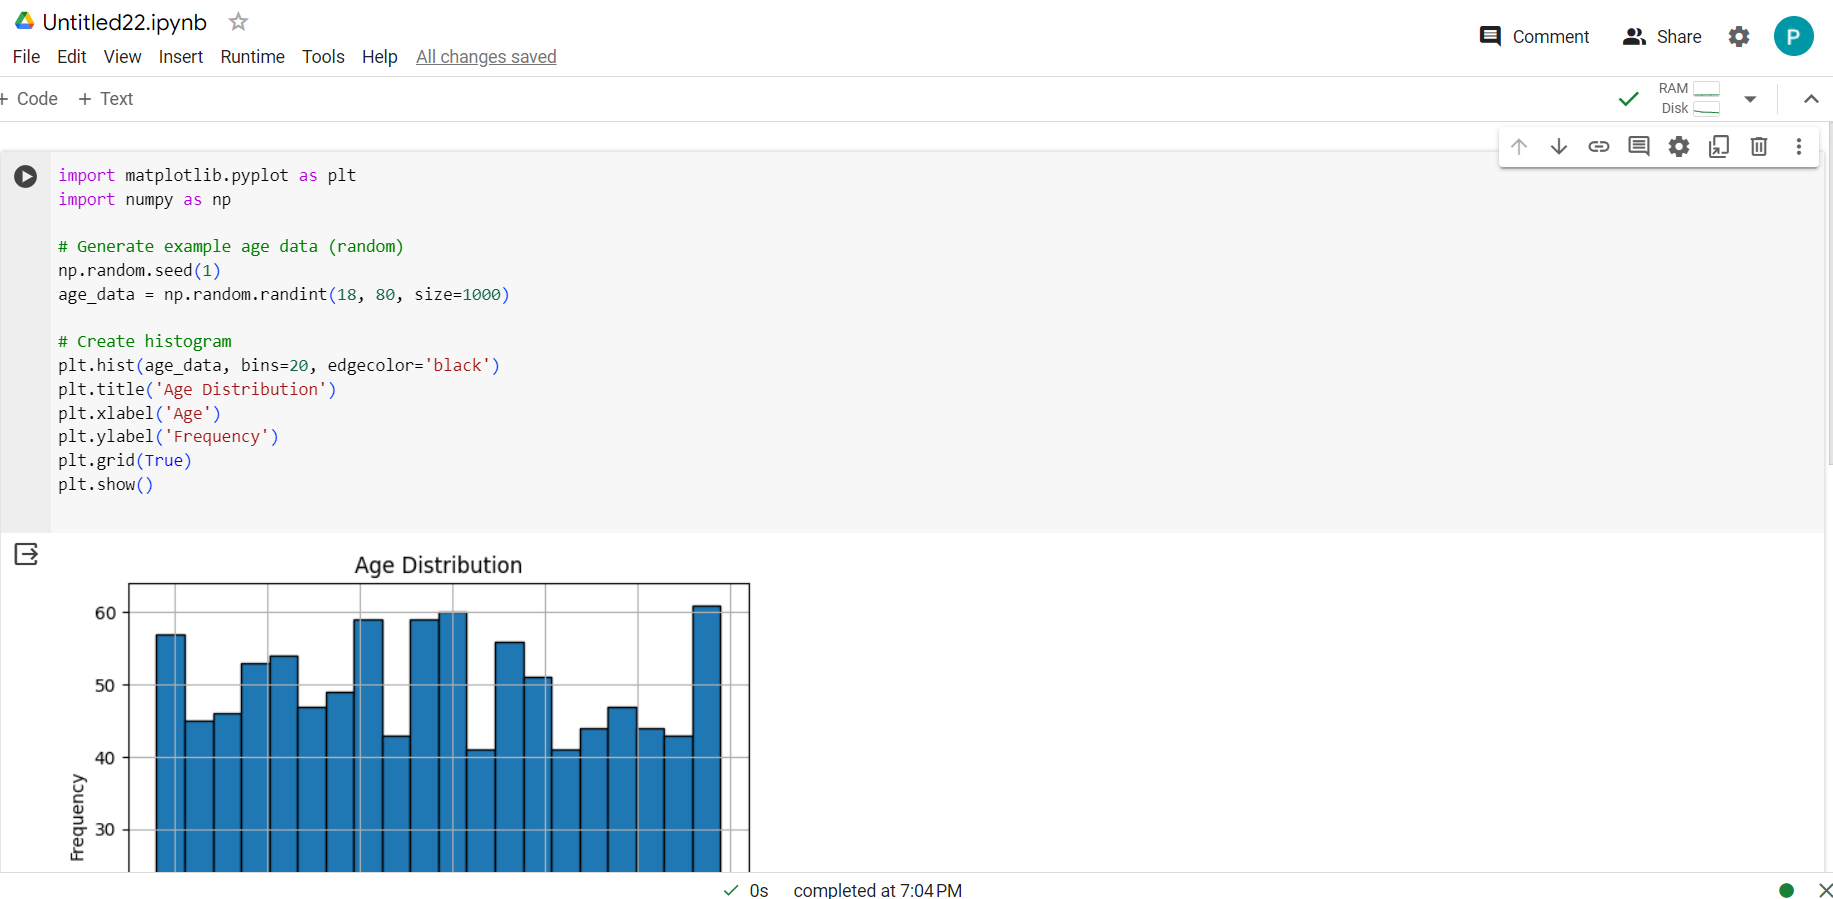 Untitled22.ipynb
Comment Share P
File Edit View Insert Runtime Tools Help All changes saved
+ Code + Text
RAM
Disk
import matplotlib.pyplot as plt
import numpy as np
# Generate example age data (random)
np.random.seed(1)
age_data = np.random.randint(18, 80, size=1000)
# Create histogram
plt.hist(age_data, bins=20, edgecolor='black')
plt.title('Age Distribution')
plt.xlabel('Age')
plt.ylabel('Frequency')
plt.grid(True)
plt.show()
Age Distribution
60
50
40
30
Frequency
0s completed at 7:04 PM